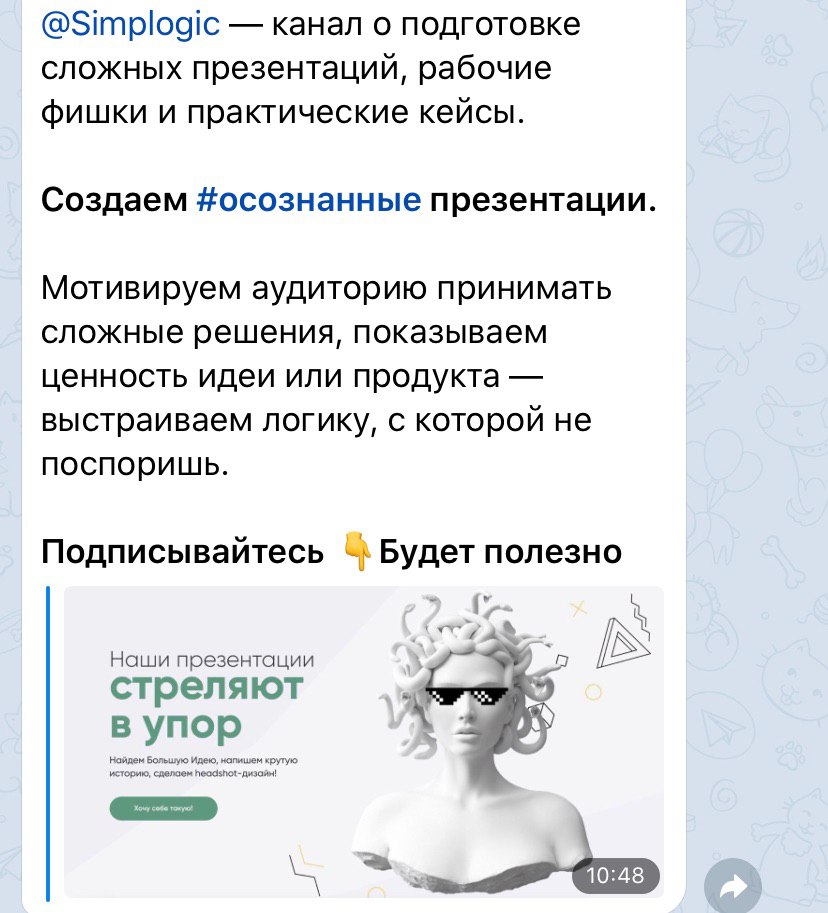 @Simplogic — канал о подготовке
сложных презентаций, рабочие
фишки и практические кейсы.
Создаем #осознанные презентации.
Мотивируем аудиторию принимать
сложные решения, показываем
ценность идеи или продукта —
выстраиваем логику, с которой не
поспоришь.
Подписывайтесь 👇Будет полезно
Наши презентации
стреляют
в упор
Найдем Большую Идею, напишем крутую
историю, сделаем headshot-дизайн!
Хочу себе такую!
10:48